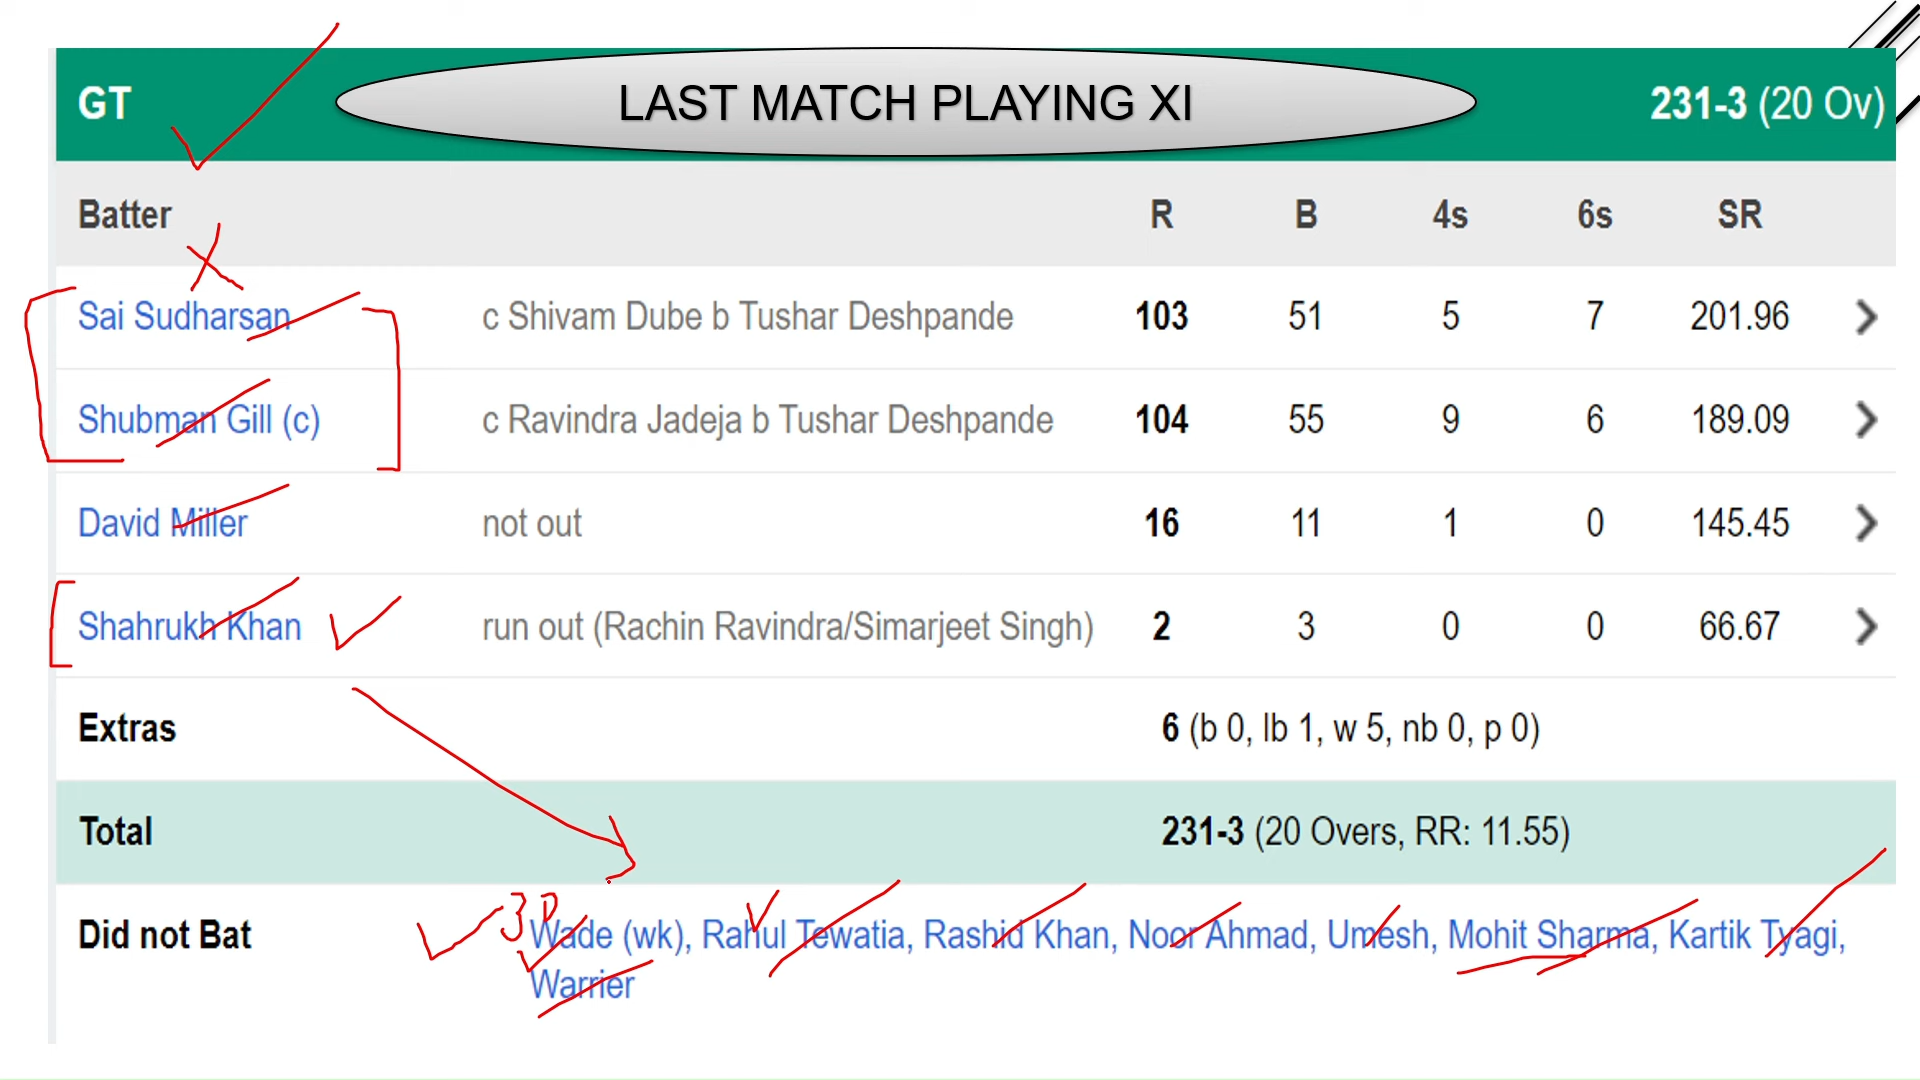 GT LAST MATCH PLAYING XI 231-3 (20 Ov)
Batter R B 4s 6s SR
Sai Sudharsan c Shivam Dube b Tushar Deshpande 103 51 5 7 201.96
Shubman Gill (c) c Ravindra Jadeja b Tushar Deshpande 104 55 9 6 189.09
David Miller not out 16 11 1 0 145.45
Shahrukh Khan run out (Rachin Ravindra/Simarjeet Singh) 2 3 0 0 66.67
Extras 6 (b 0, lb 1, w 5, nb 0, p 0)
Total 231-3 (20 Overs, RR: 11.55)
Did not Bat Wade (wk), Rahul Tewatia, Rashid Khan, Noor Ahmad, Umesh, Mohit Sharma, Kartik Tyagi,
Warrier